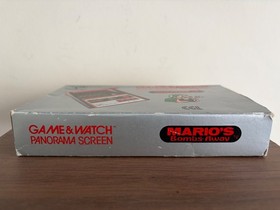 GAME & WATCH
PANORAMA SCREEN
MARIO'S
Bombs Away